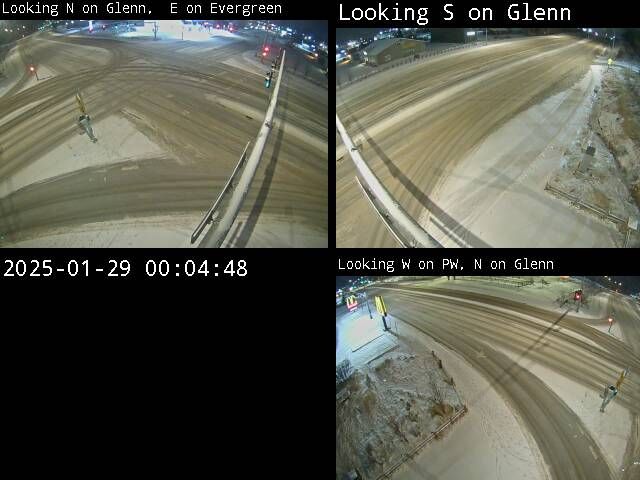 Looking N on Glenn,  E on Evergreen
Looking S on Glenn
2025-01-29 00:04:48
Looking W on PW, N on Glenn